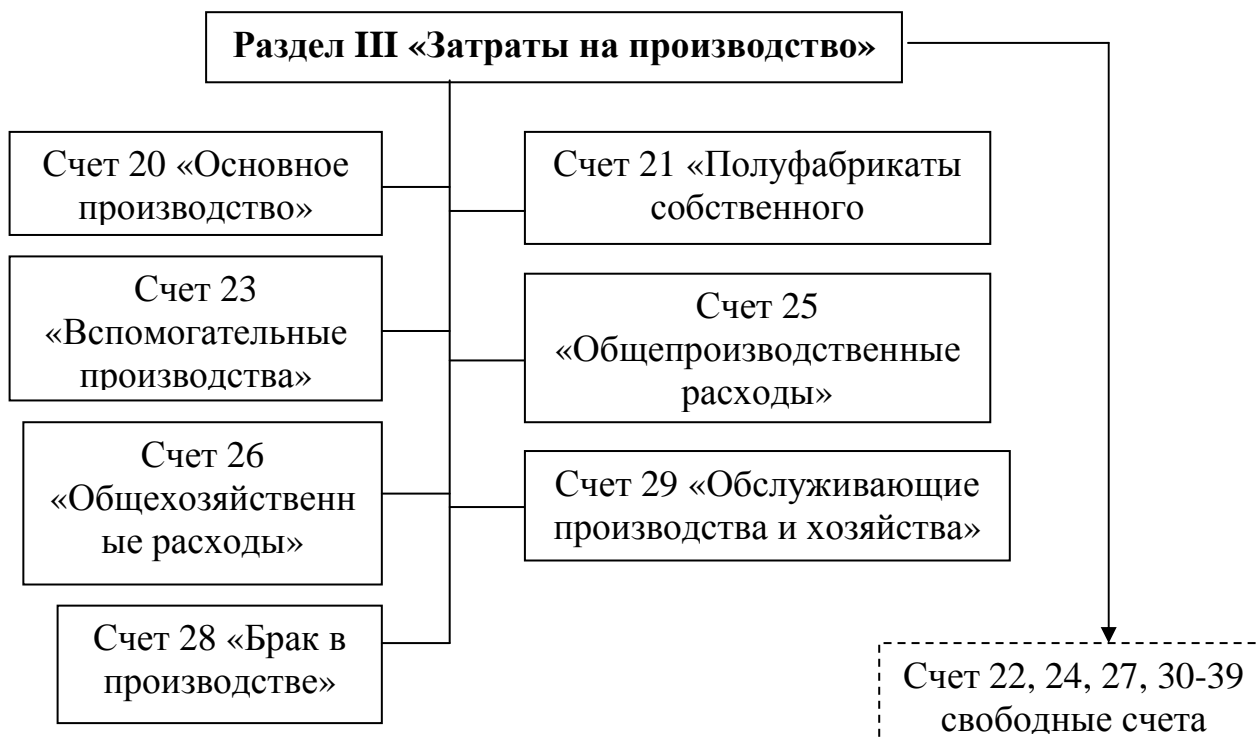 Раздел III «Затраты на производство»
Счет 20 «Основное
производство»
Счет 21 «Полуфабрикаты
собственного
Счет 23
«Вспомогательные
производства»
Счет 25
«Общепроизводственные
расходы»
Счет 26
«Общехозяйственн
ые расходы»
Счет 29 «Обслуживающие
производства и хозяйства»
Счет 28 «Брак в
производстве»
Счет 22, 24, 27, 30-39
свободные счета